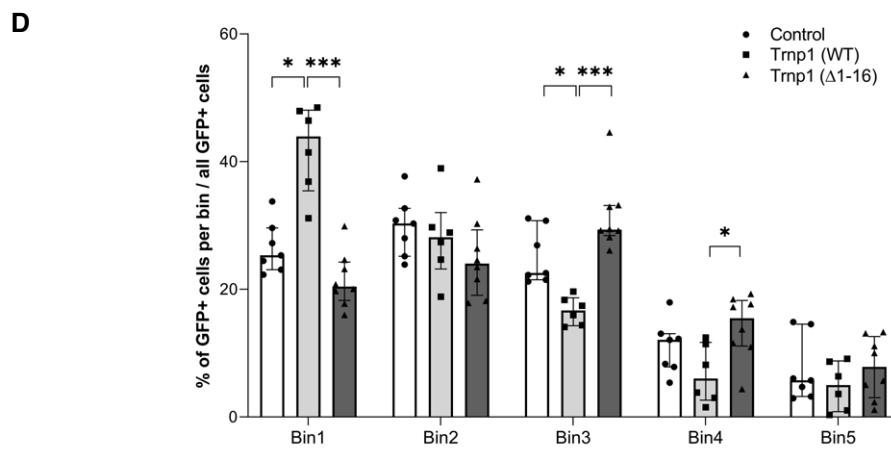 D
Control
Trnp1 (WT)
Trnp1 (Δ1-16)
% of GFP+ cells per bin / all GFP+ cells
60
40
20
0
* ***
* ***
*
Bin1 Bin2 Bin3 Bin4 Bin5